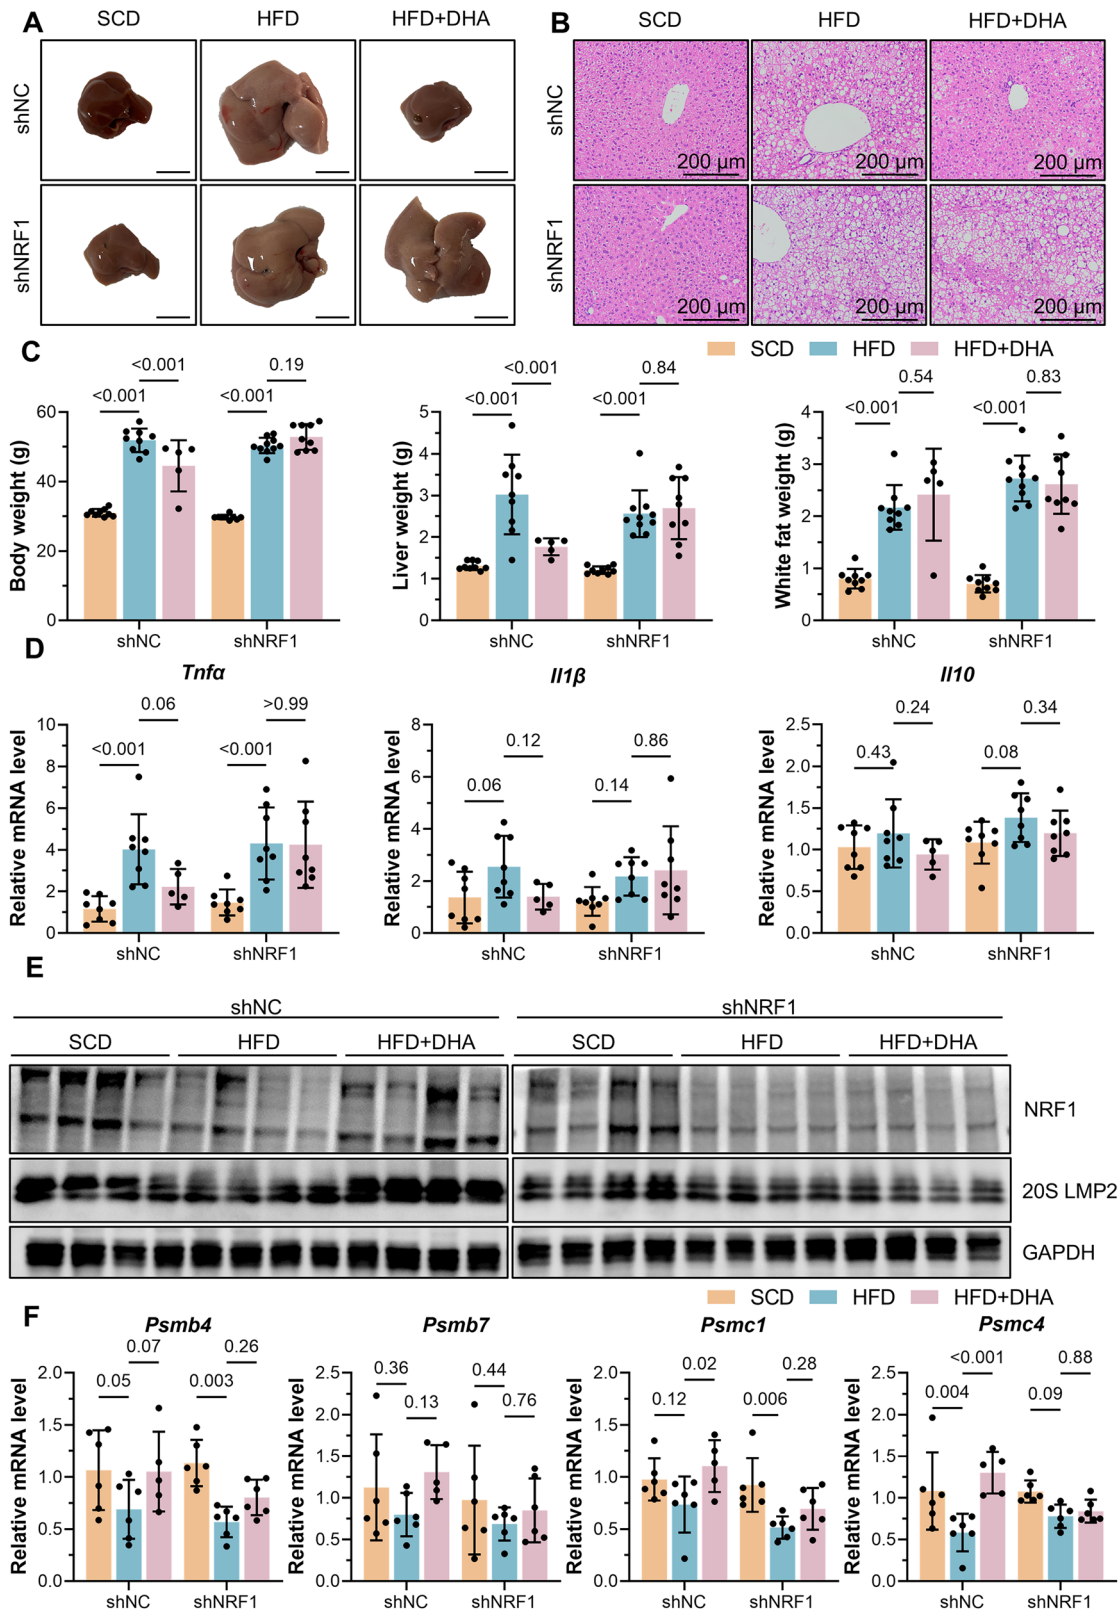 A
SCD HFD HFD+DHA
shNC
shNRF1
B
SCD HFD HFD+DHA
shNC
200 µm 200 µm 200 µm
shNRF1
200 µm 200 µm 200 µm
C
SCD HFD HFD+DHA
Body weight (g)
60
40
20
0
<0.001 <0.001 <0.001 0.19
shNC shNRF1
Liver weight (g)
5
4
3
2
1
0
<0.001 <0.001 <0.001 0.84
shNC shNRF1
White fat weight (g)
4
3
2
1
0
<0.001 0.54 <0.001 0.83
shNC shNRF1
D
Tnfα
Relative mRNA level
10
8
6
4
2
0
<0.001 0.06 <0.001 >0.99
shNC shNRF1
Il1β
Relative mRNA level
8
6
4
2
0
0.06 0.12 0.14 0.86
shNC shNRF1
Il10
Relative mRNA level
2.5
2.0
1.5
1.0
0.5
0.0
0.43 0.24 0.08 0.34
shNC shNRF1
E
shNC shNRF1
SCD HFD HFD+DHA SCD HFD HFD+DHA
NRF1
20S LMP2
GAPDH
SCD HFD HFD+DHA
F
Psmb4
Relative mRNA level
2.0
1.5
1.0
0.5
0.0
0.05 0.07 0.003 0.26
shNC shNRF1
Psmb7
Relative mRNA level
2.5
2.0
1.5
1.0
0.5
0.0
0.36 0.13 0.44 0.76
shNC shNRF1
Psmc1
Relative mRNA level
2.0
1.5
1.0
0.5
0.0
0.12 0.02 0.006 0.28
shNC shNRF1
Psmc4
Relative mRNA level
2.0
1.5
1.0
0.5
0.0
0.004 <0.001 0.09 0.88
shNC shNRF1